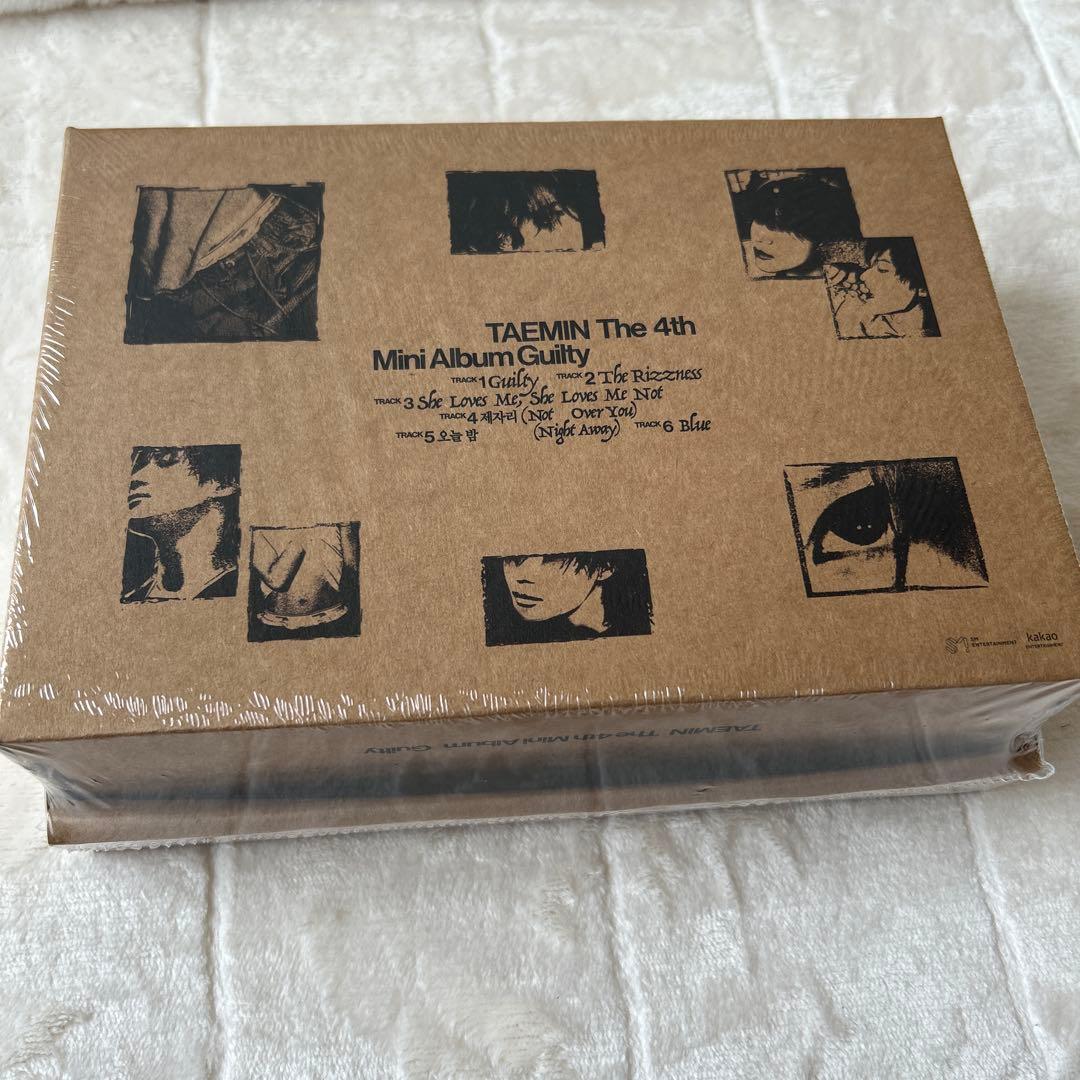 TAEMIN The 4th
Mini Album Guilty
TRACK 1 Guilty TRACK 2 The Rizzness
TRACK 3 She Loves Me, She Loves Me Not
TRACK 4 제자리 (Not Over You)
TRACK 5 오늘 밤 (Night Away) TRACK 6 Blue
SM ENTERTAINMENT
kakao ENTERTAINMENT
TAEMIN The 4th Mini Album Guilty